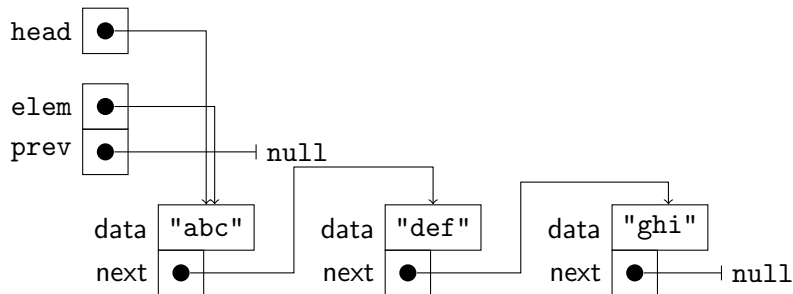 head
elem
prev null
data "abc" data "def" data "ghi"
next next next null